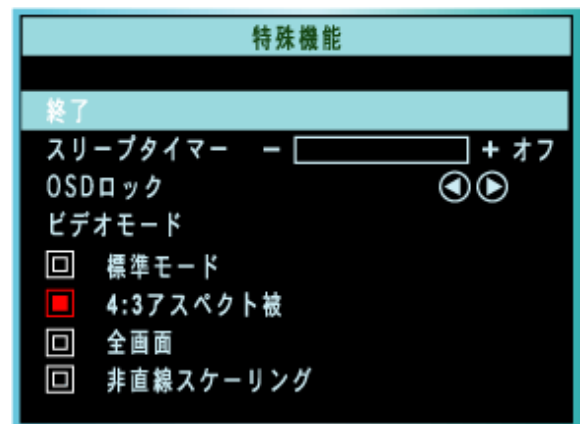 特殊機能
終了
スリープタイマー − + オフ
OSDロック
ビデオモード
標準モード
4:3アスペクト被
全画面
非直線スケーリング